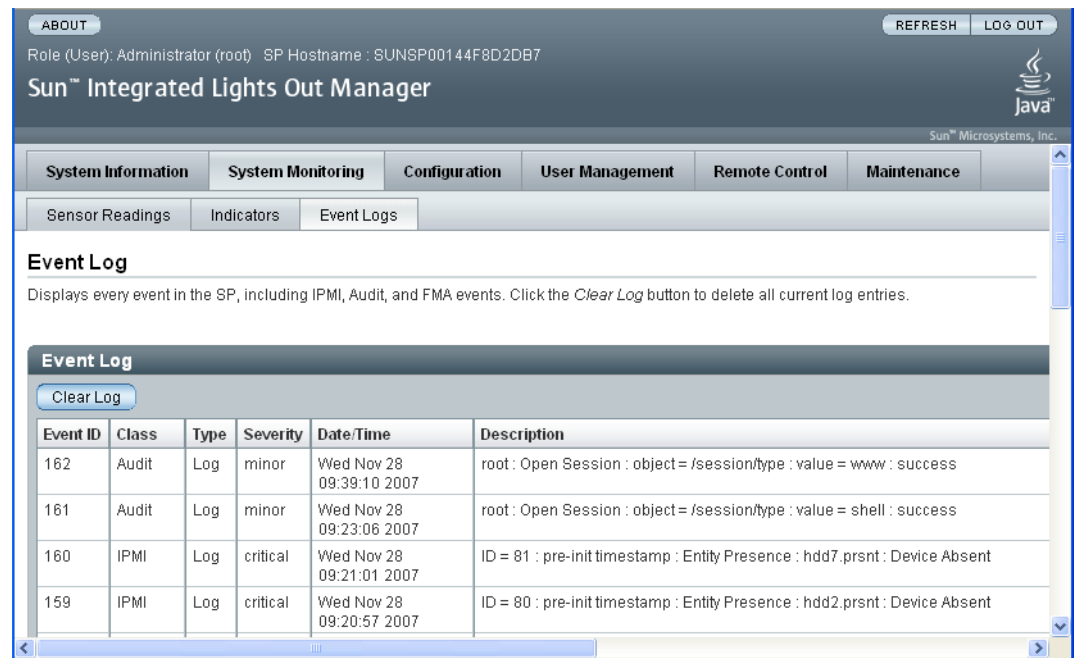 ABOUT REFRESH LOG OUT
Role (User): Administrator (root) SP Hostname : SUNSP00144F8D2DB7
Sun™ Integrated Lights Out Manager
Java™
Sun™ Microsystems, Inc.
System Information System Monitoring Configuration User Management Remote Control Maintenance
Sensor Readings Indicators Event Logs
Event Log
Displays every event in the SP, including IPMI, Audit, and FMA events. Click the Clear Log button to delete all current log entries.
Event Log
Clear Log
Event ID Class Type Severity Date/Time Description
162 Audit Log minor Wed Nov 28 root : Open Session : object = /session/type : value = www : success
09:39:10 2007
161 Audit Log minor Wed Nov 28 root : Open Session : object = /session/type : value = shell : success
09:23:06 2007
160 IPMI Log critical Wed Nov 28 ID = 81 : pre-init timestamp : Entity Presence : hdd7.prsnt : Device Absent
09:21:01 2007
159 IPMI Log critical Wed Nov 28 ID = 80 : pre-init timestamp : Entity Presence : hdd2.prsnt : Device Absent
09:20:57 2007